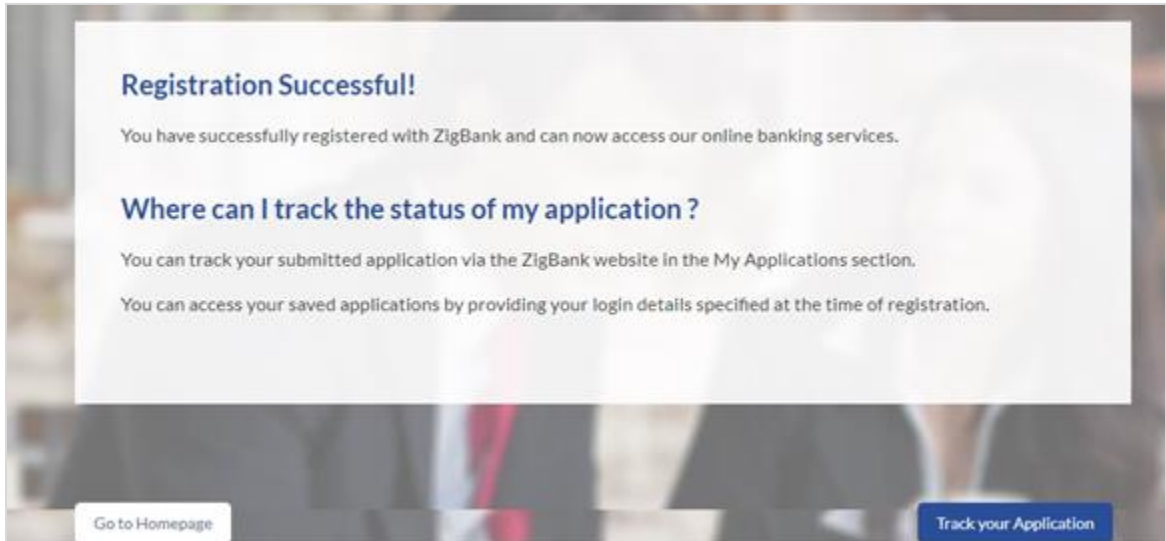 Registration Successful!
You have successfully registered with ZigBank and can now access our online banking services.
Where can I track the status of my application ?
You can track your submitted application via the ZigBank website in the My Applications section.
You can access your saved applications by providing your login details specified at the time of registration.
Go to Homepage
Track your Application